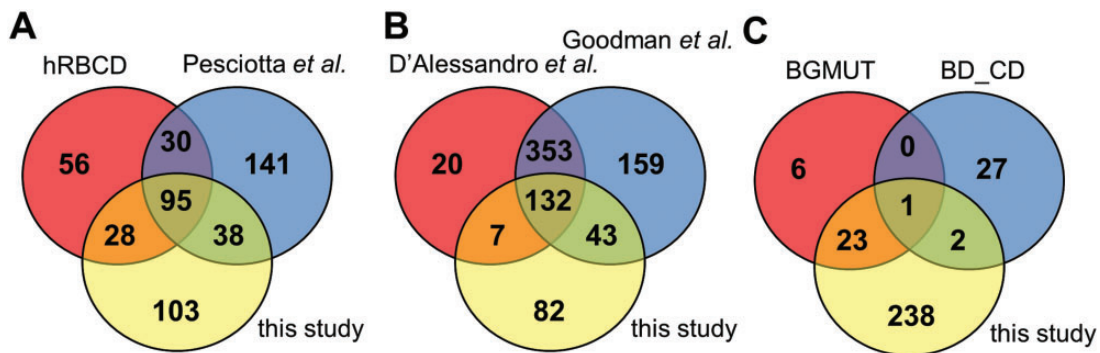 A
hRBCD
Pesciotta et al.
56
30
141
95
28
38
103
this study
B
Goodman et al.
D'Alessandro et al.
20
353
159
132
7
43
82
this study
C
BGMUT
BD_CD
6
0
27
1
23
2
238
this study